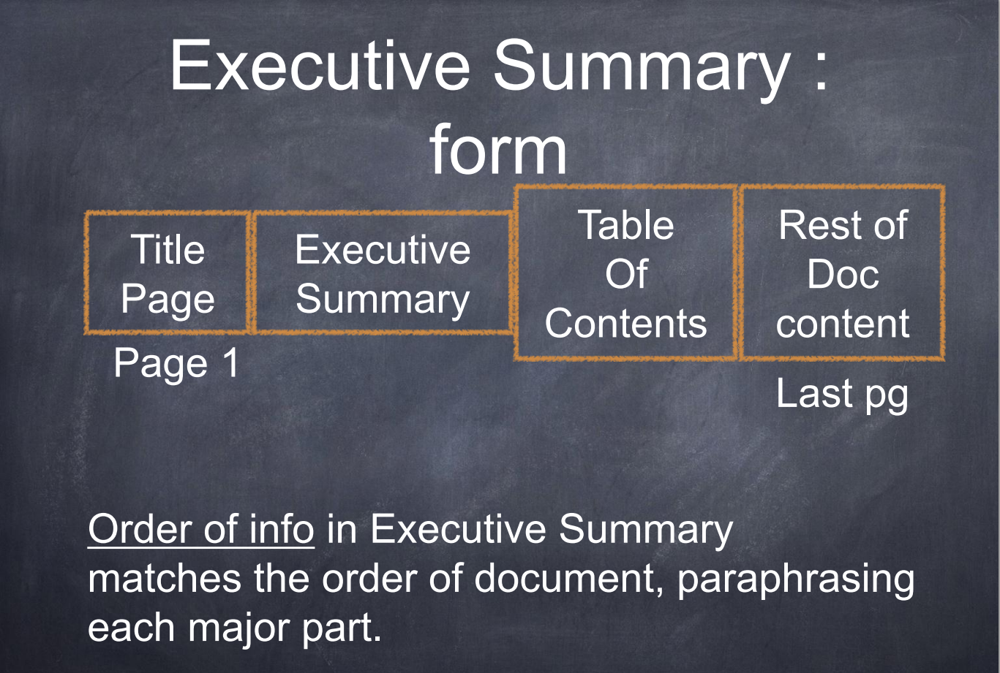 Executive Summary :
form
Title
Page
Executive
Summary
Table
Of
Contents
Rest of
Doc
content
Page 1
Last pg
Order of info in Executive Summary
matches the order of document, paraphrasing
each major part.